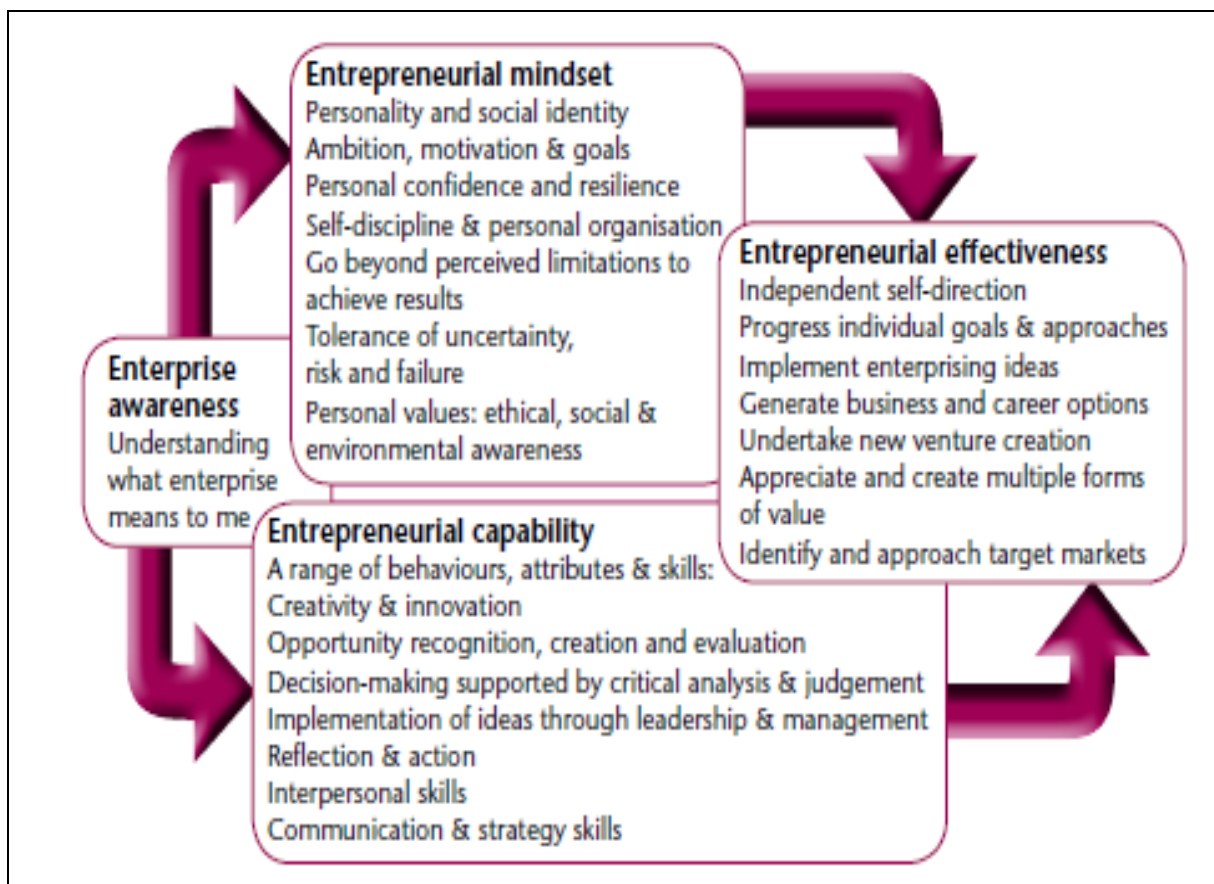 Entrepreneurial mindset
Personality and social identity
Ambition, motivation & goals
Personal confidence and resilience
Self-discipline & personal organisation
Go beyond perceived limitations to
achieve results
Tolerance of uncertainty,
risk and failure
Personal values: ethical, social &
environmental awareness
Enterprise
awareness
Understanding
what enterprise
means to me
Entrepreneurial capability
A range of behaviours, attributes & skills:
Creativity & innovation
Opportunity recognition, creation and evaluation
Decision-making supported by critical analysis & judgement
Implementation of ideas through leadership & management
Reflection & action
Interpersonal skills
Communication & strategy skills
Entrepreneurial effectiveness
Independent self-direction
Progress individual goals & approaches
Implement enterprising ideas
Generate business and career options
Undertake new venture creation
Appreciate and create multiple forms
of value
Identify and approach target markets